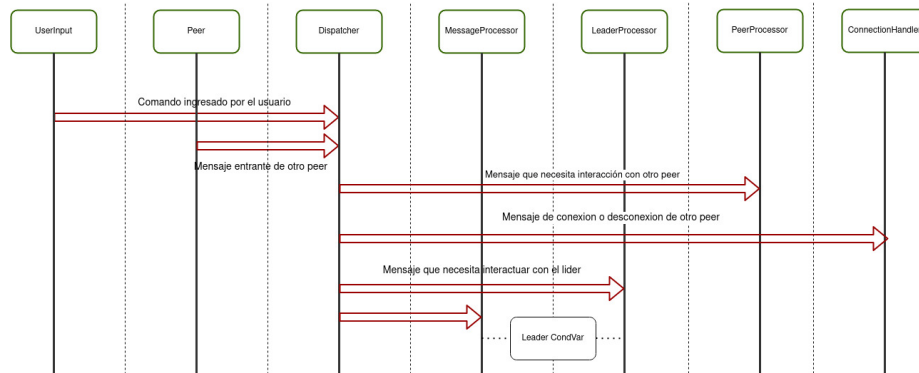 UserInput
Peer
Dispatcher
MessageProcessor
LeaderProcessor
PeerProcessor
ConnectionHandler
Comando ingresado por el usuario
Mensaje entrante de otro peer
Mensaje que necesita interacción con otro peer
Mensaje de conexion o desconexion de otro peer
Mensaje que necesita interactuar con el lider
Leader CondVar